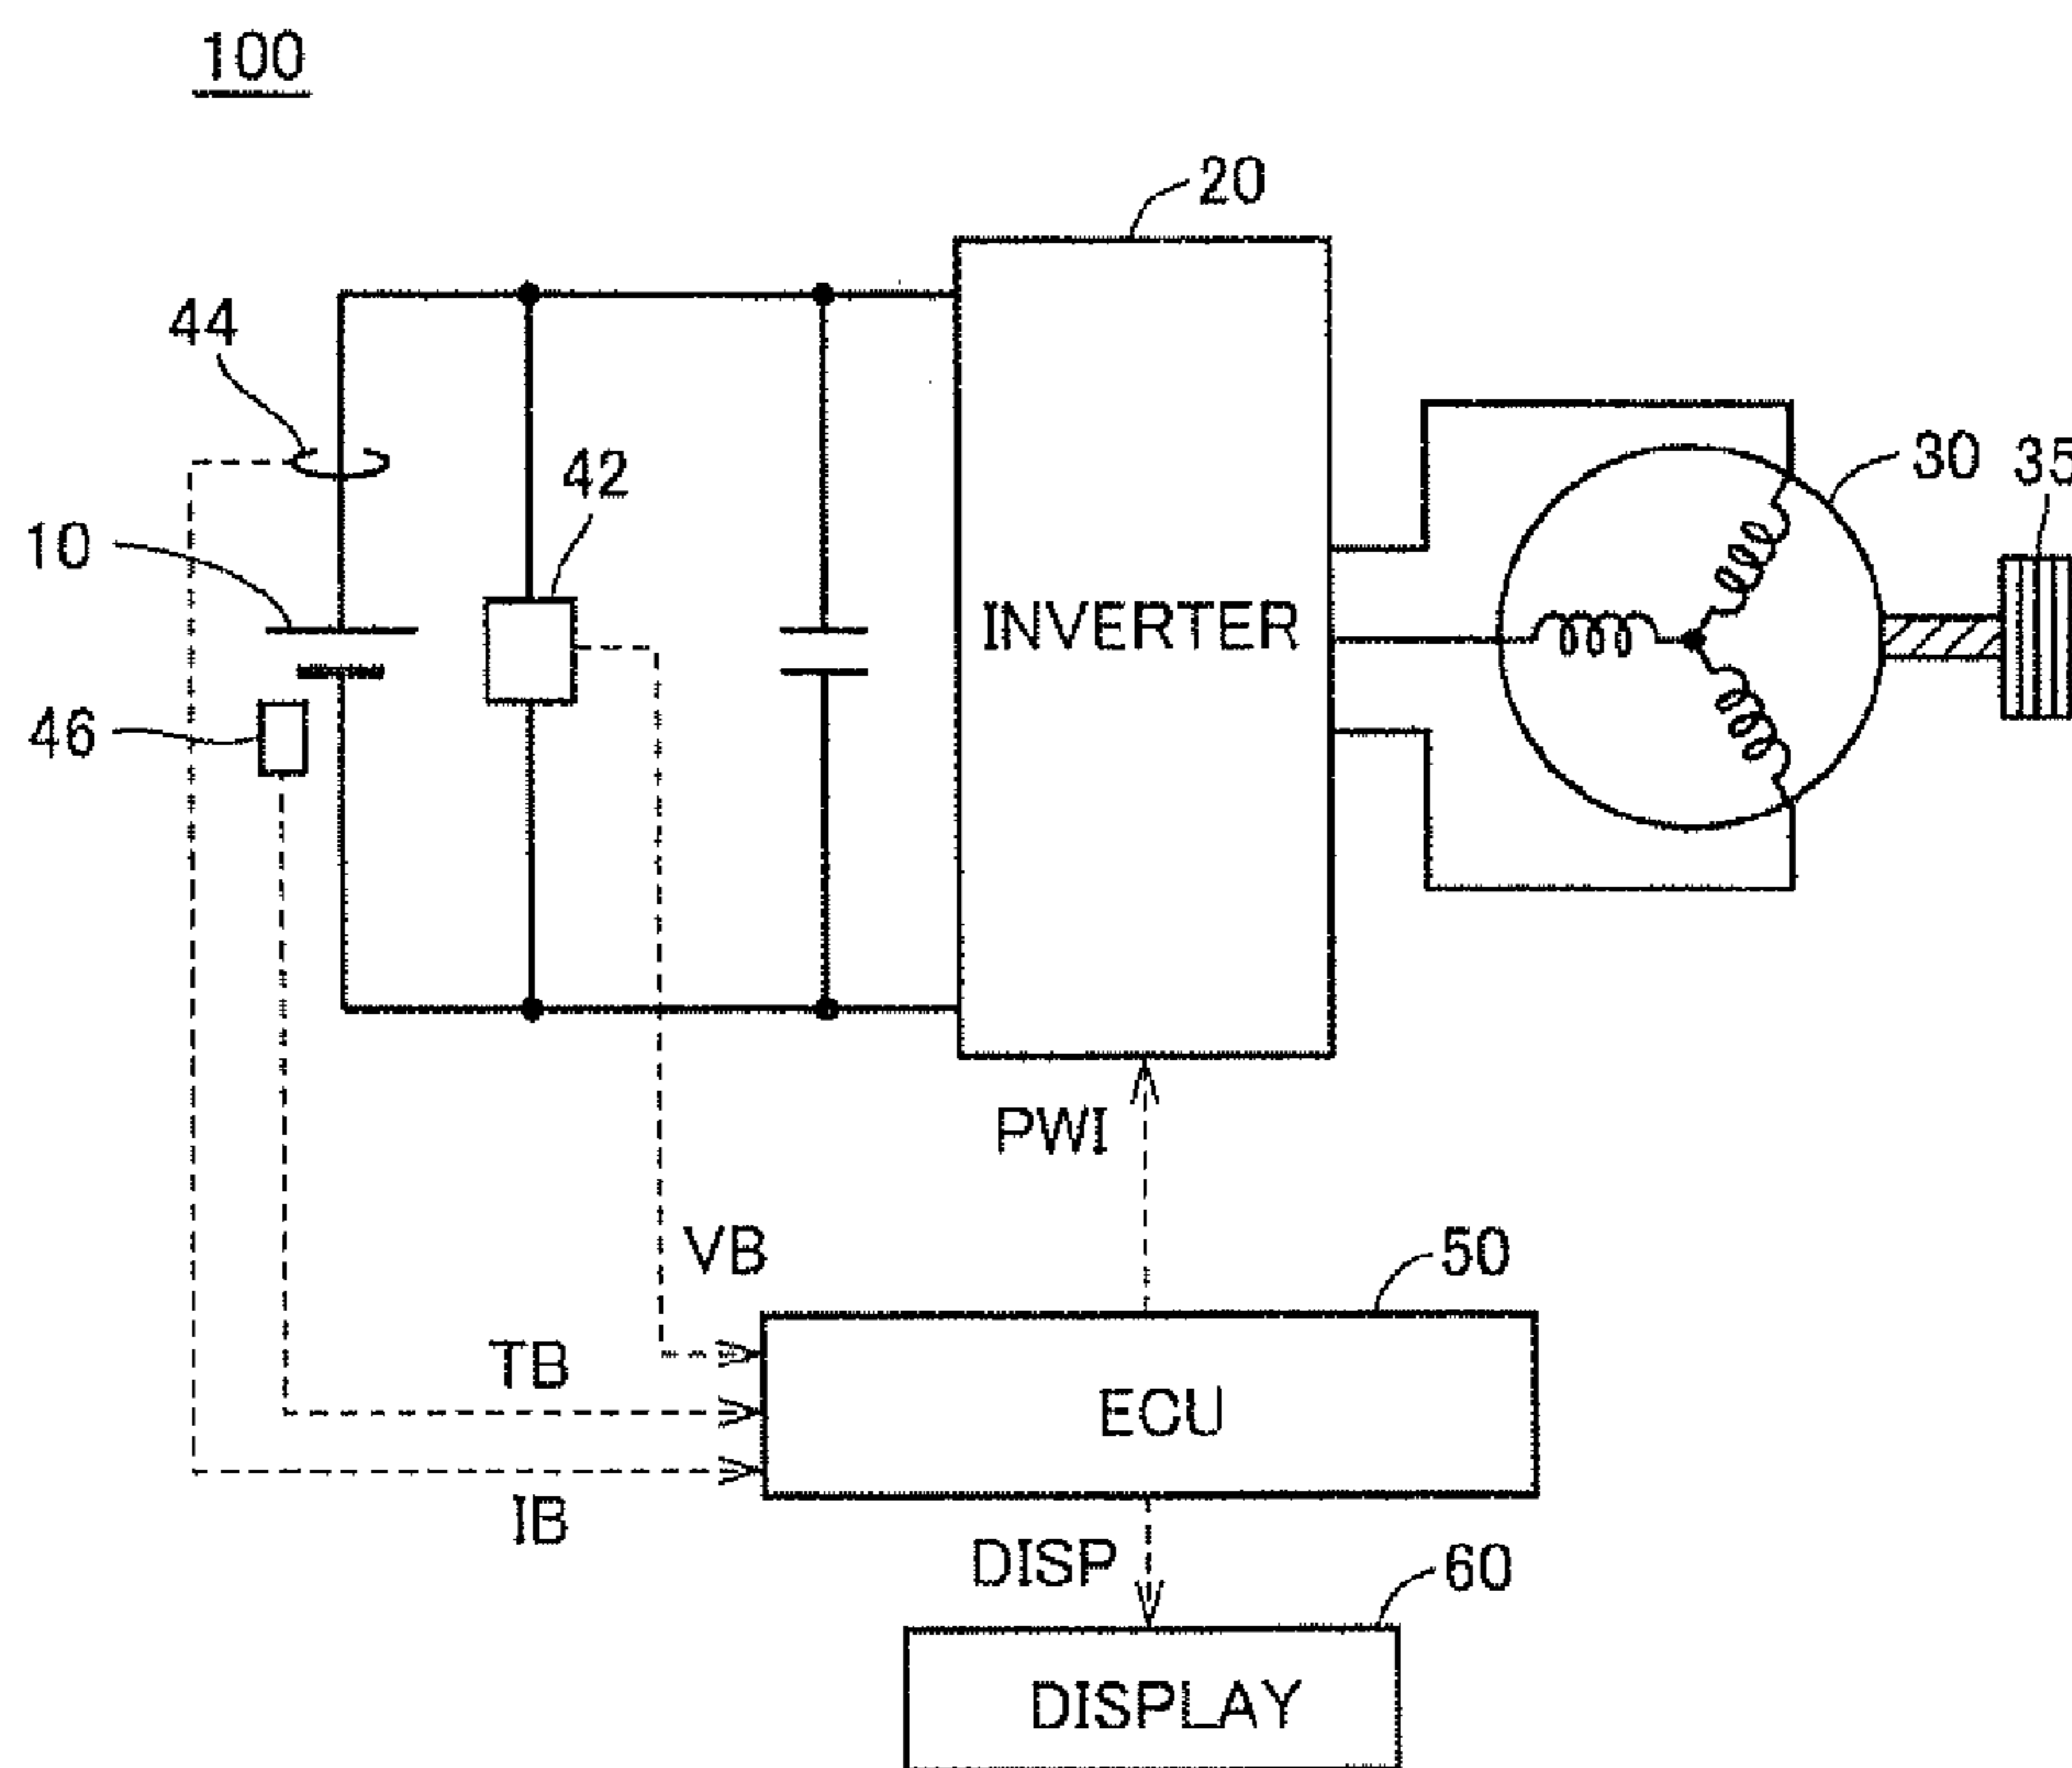 100
20
44
42
30
35
10
INVERTER
46
PWI
VB
50
TB
ECU
IB
DISP
60
DISPLAY